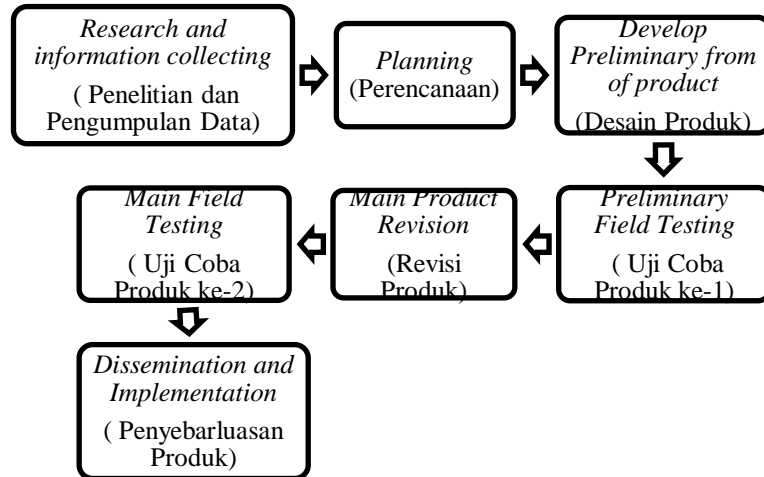 Research and
information collecting
( Penelitian dan
Pengumpulan Data)
Planning
(Perencanaan)
Develop
Preliminary from
of product
(Desain Produk)
Preliminary
Field Testing
( Uji Coba
Produk ke-1)
Main Product
Revision
(Revisi
Produk)
Main Field
Testing
( Uji Coba
Produk ke-2)
Dissemination and
Implementation
( Penyebarluasan
Produk)